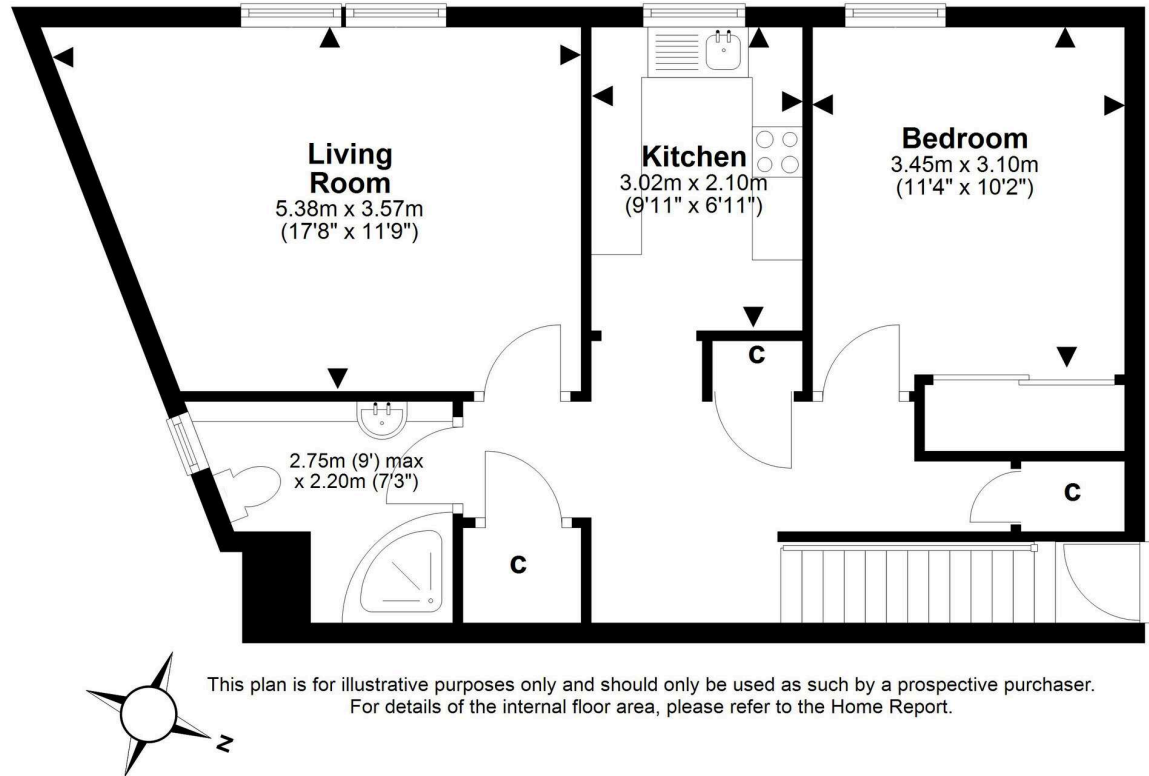 Living
Room
5.38m x 3.57m
(17'8" x 11'9")
Kitchen
3.02m x 2.10m
(9'11" x 6'11")
Bedroom
3.45m x 3.10m
(11'4" x 10'2")
C
2.75m (9') max
x 2.20m (7'3")
C
C
N
This plan is for illustrative purposes only and should only be used as such by a prospective purchaser.
For details of the internal floor area, please refer to the Home Report.